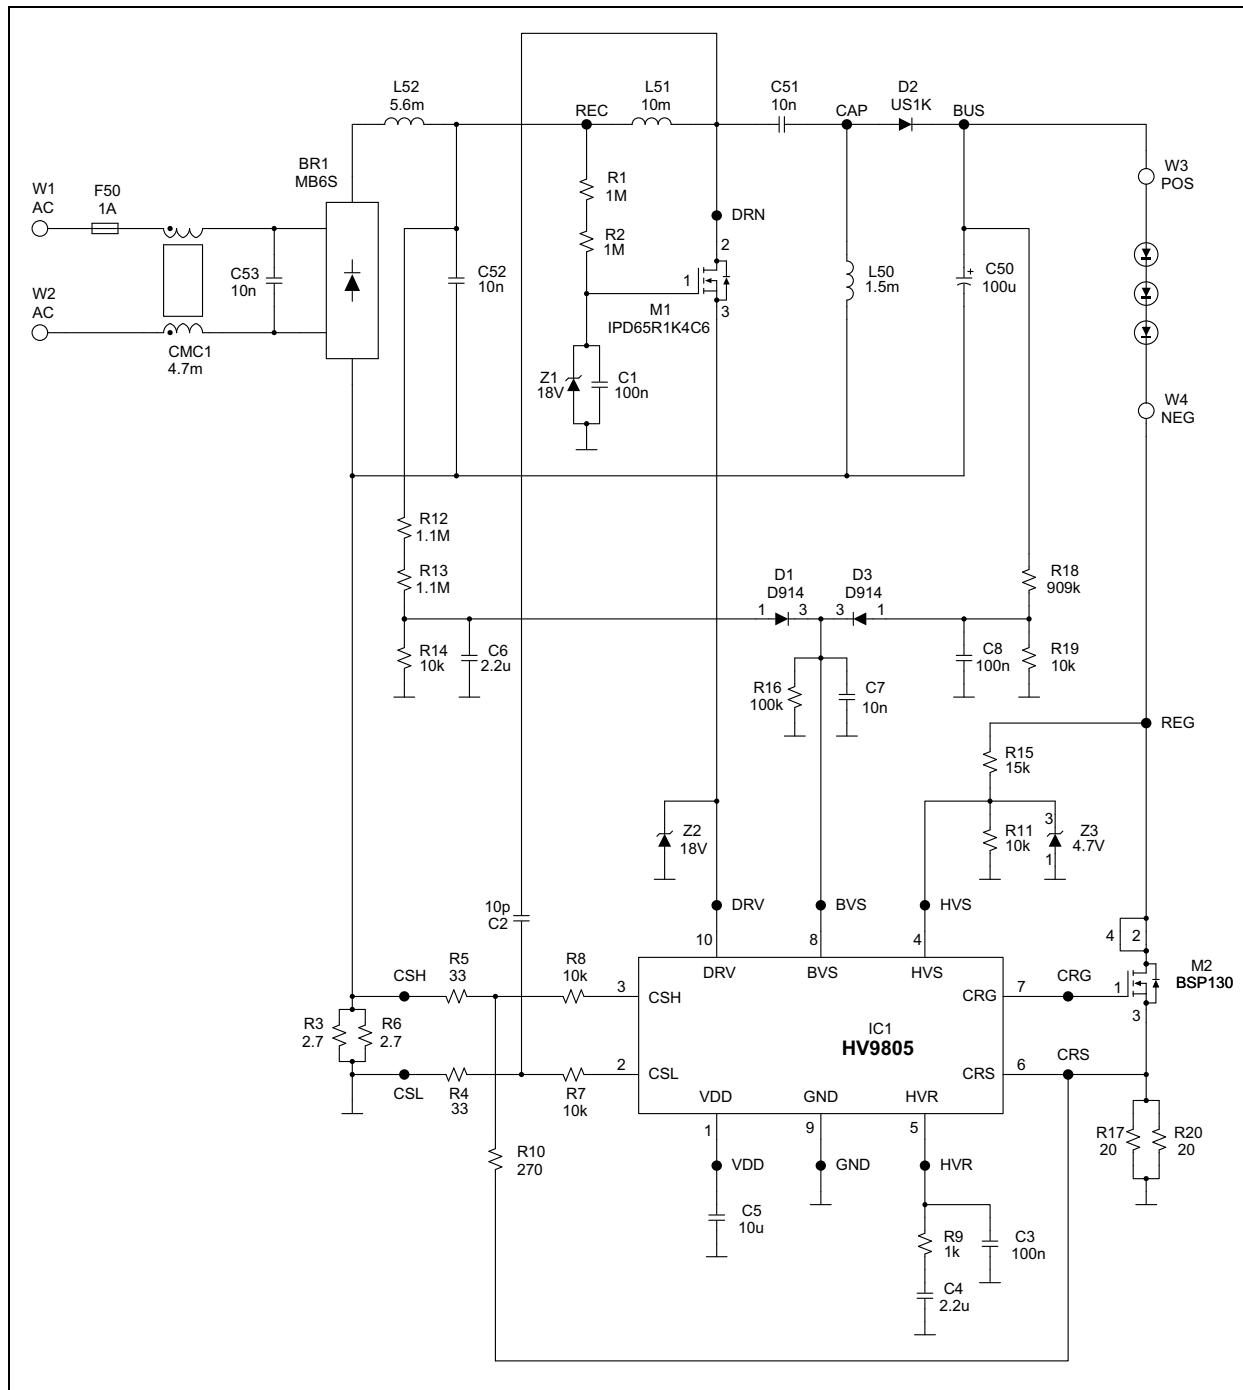 L52
5.6m
REC
L51
10m
C51
10n
CAP
D2
US1K
BUS
BR1
MB6S
W1
AC
F50
1A
W2
AC
CMC1
4.7m
C53
10n
C52
10n
R1
1M
R2
1M
DRN
2
1
3
M1
IPD65R1K4C6
Z1
18V
C1
100n
L50
1.5m
+
C50
100u
W3
POS
W4
NEG
R12
1.1M
R13
1.1M
R14
10k
C6
2.2u
D1
D914
1
3
D3
D914
3
1
R18
909k
R16
100k
C7
10n
C8
100n
R19
10k
REG
R15
15k
R11
10k
3
1
Z3
4.7V
Z2
18V
10p
C2
DRV
BVS
HVS
10
8
4
DRV
BVS
HVS
4
2
M2
BSP130
1
3
CSH
R5
33
R8
10k
3
CSH
CRG
7
CRG
R3
2.7
R6
2.7
IC1
HV9805
CSL
R4
33
R7
10k
2
CSL
CRS
6
CRS
VDD
GND
HVR
1
9
5
VDD
GND
HVR
R17
20
R20
20
R10
270
C5
10u
R9
1k
C3
100n
C4
2.2u